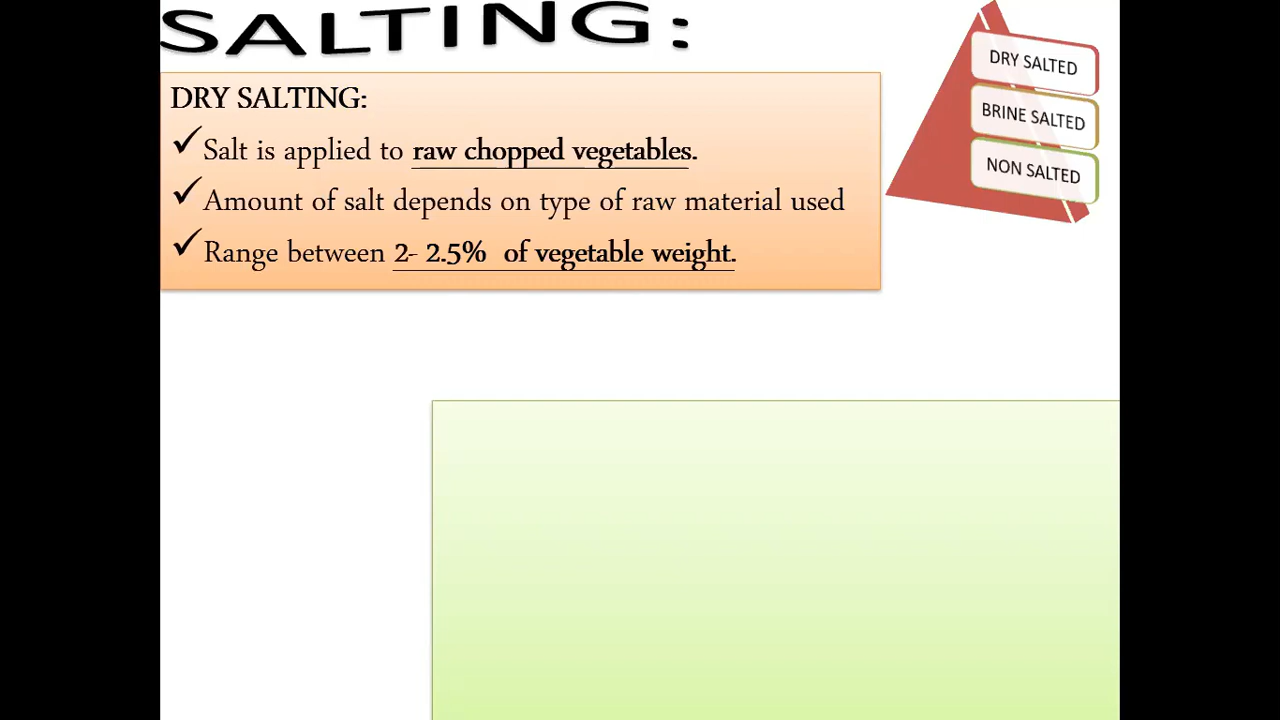 SALTING:
DRY SALTING:
✓Salt is applied to raw chopped vegetables.
✓Amount of salt depends on type of raw material used
✓Range between 2- 2.5% of vegetable weight.
DRY SALTED
BRINE SALTED
NON SALTED